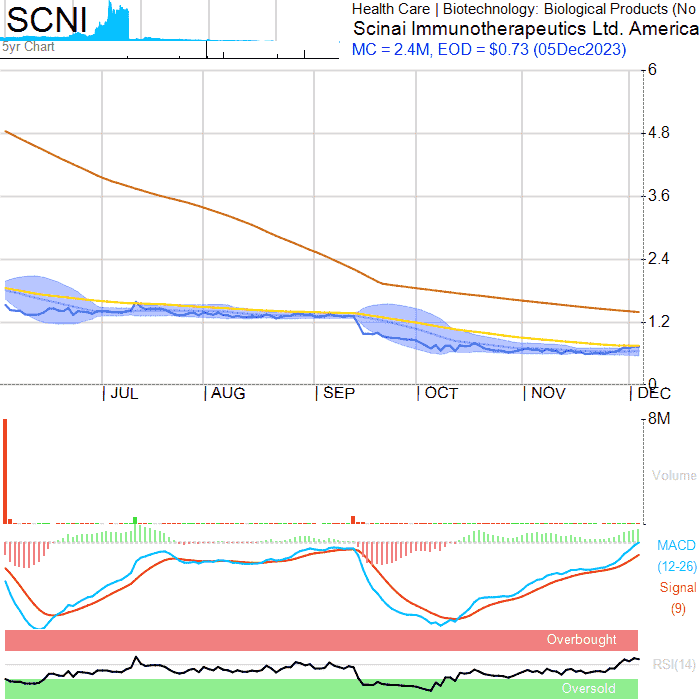 SCNI
5yr Chart
Health Care | Biotechnology: Biological Products (No
Scinai Immunotherapeutics Ltd. America
MC = 2.4M, EOD = $0.73 (05Dec2023)
6
4.8
3.6
2.4
1.2
0
| JUL | AUG | SEP | OCT | NOV | DEC
8M
Volume
MACD
(12-26)
Signal
(9)
Overbought
RSI(14)
Oversold